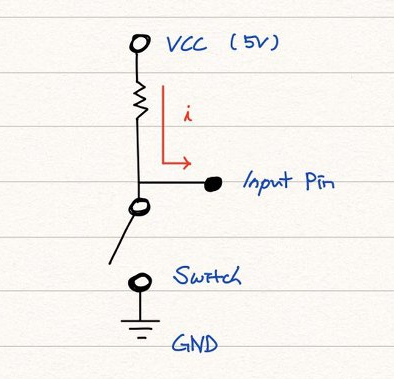 VCC (5V)
i
Input Pin
Switch
GND